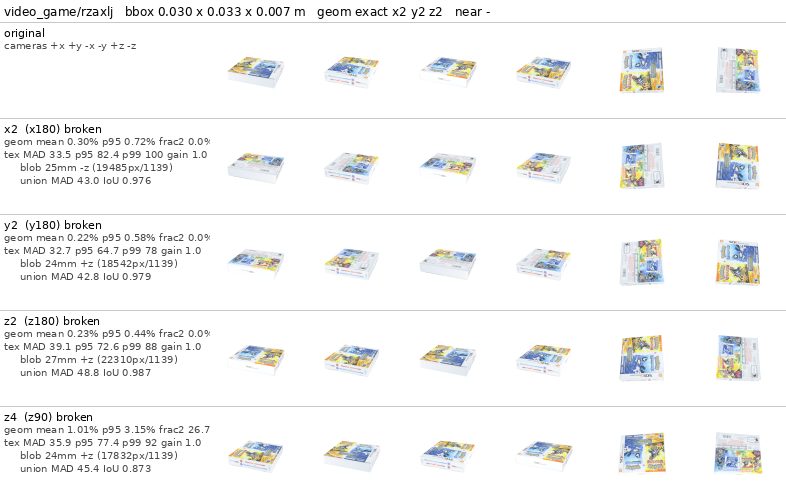 video_game/rzaxlj bbox 0.030 x 0.033 x 0.007 m geom exact x2 y2 z2 near -
original
cameras +x +y -x -y +z -z
x2 (x180) broken
geom mean 0.30% p95 0.72% frac2 0.0%
tex MAD 33.5 p95 82.4 p99 100 gain 1.0
blob 25mm -z (19485px/1139)
union MAD 43.0 IoU 0.976
y2 (y180) broken
geom mean 0.22% p95 0.58% frac2 0.0%
tex MAD 32.7 p95 64.7 p99 78 gain 1.0
blob 24mm +z (18542px/1139)
union MAD 42.8 IoU 0.979
z2 (z180) broken
geom mean 0.23% p95 0.44% frac2 0.0%
tex MAD 39.1 p95 72.6 p99 88 gain 1.0
blob 27mm +z (22310px/1139)
union MAD 48.8 IoU 0.987
z4 (z90) broken
geom mean 1.01% p95 3.15% frac2 26.7
tex MAD 35.9 p95 77.4 p99 92 gain 1.0
blob 24mm +z (17832px/1139)
union MAD 45.4 IoU 0.873